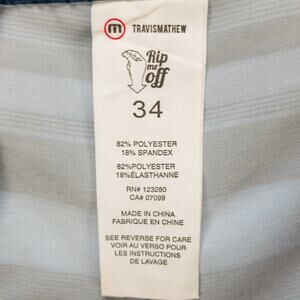 m TRAVISMATHEW
Rip
me
off
34
82% POLYESTER
18% SPANDEX
82%POLYESTER
18%ÉLASTHANNE
RN# 123280
CA# 07099
MADE IN CHINA
FABRIQUE EN CHINE
SEE REVERSE FOR CARE
VOIR AU VERSO POUR
LES INSTRUCTIONS
DE LAVAGE